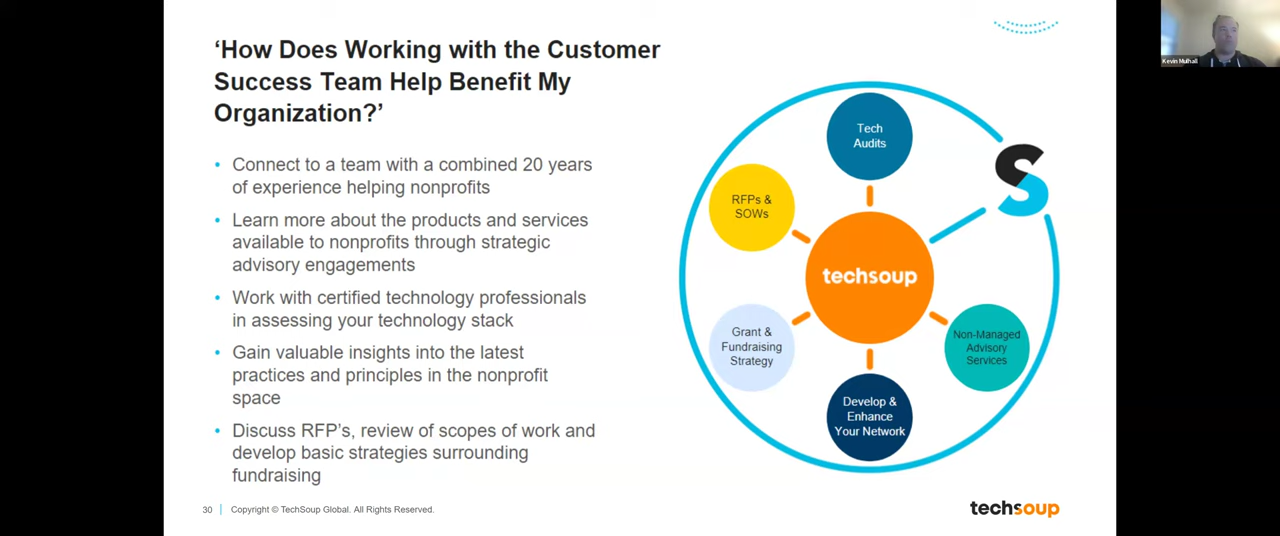 ‘How Does Working with the Customer
Success Team Help Benefit My
Organization?’
• Connect to a team with a combined 20 years
of experience helping nonprofits
• Learn more about the products and services
available to nonprofits through strategic
advisory engagements
• Work with certified technology professionals
in assessing your technology stack
• Gain valuable insights into the latest
practices and principles in the nonprofit
space
• Discuss RFP’s, review of scopes of work and
develop basic strategies surrounding
fundraising
Tech
Audits
RFPs &
SOWs
S
techsoup
Grant &
Fundraising
Strategy
Non-Managed
Advisory
Services
Develop &
Enhance
Your Network
30 | Copyright © TechSoup Global. All Rights Reserved.
techsoup
Kevin Mulhall